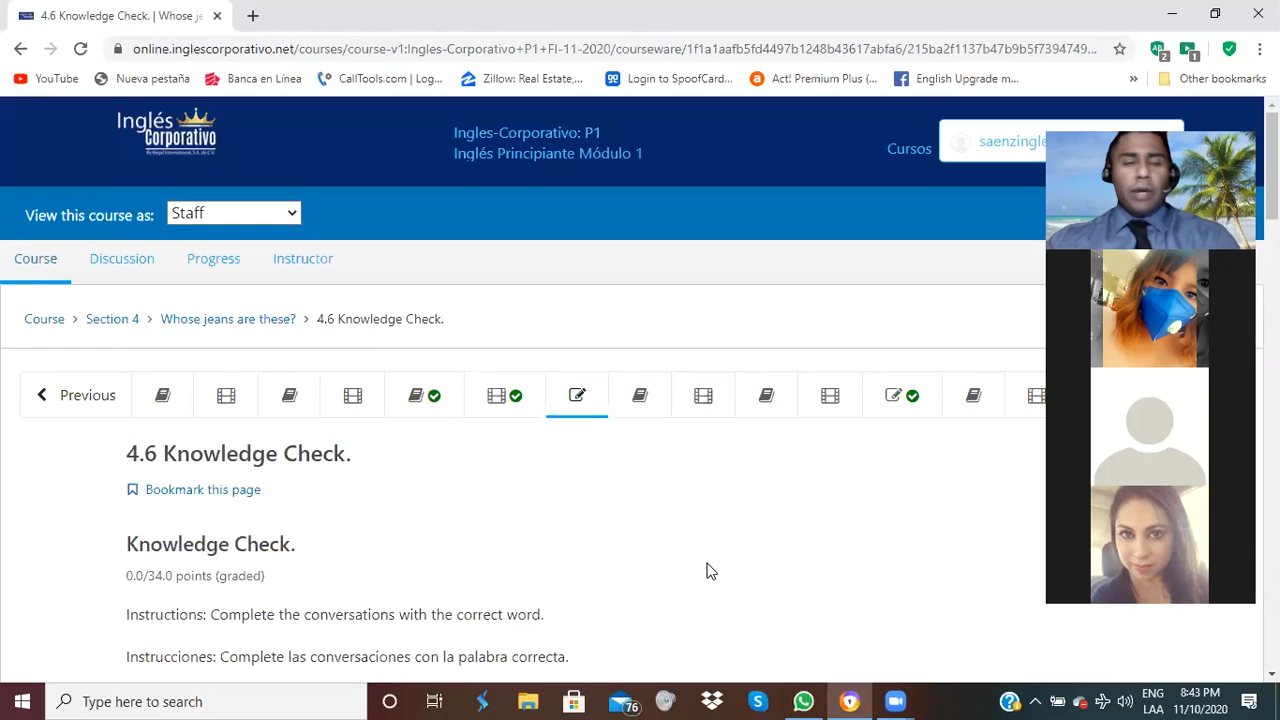 4.6 Knowledge Check. | Whose je
online.inglescorporativo.net/courses/course-v1:Ingles-Corporativo+P1+FI-11-2020/courseware/1f1a1aafb5fd4497b1248b43617abfa6/215ba2f1137b47b9b5f7394749...
2 1
YouTube Nueva pestaña Banca en Línea CallTools.com | Log... Zillow: Real Estate,... Login to SpoofCard... Act! Premium Plus (... English Upgrade m... » Other bookmarks
Inglés
Corporativo
Ingles-Corporativo: P1
Inglés Principiante Módulo 1
Cursos saenzingle
View this course as: Staff
Course Discussion Progress Instructor
Course > Section 4 > Whose jeans are these? > 4.6 Knowledge Check.
Previous
4.6 Knowledge Check.
Bookmark this page
Knowledge Check.
0.0/34.0 points (graded)
Instructions: Complete the conversations with the correct word.
Instrucciones: Complete las conversaciones con la palabra correcta.
Type here to search
76
ENG 8:43 PM
LAA 11/10/2020